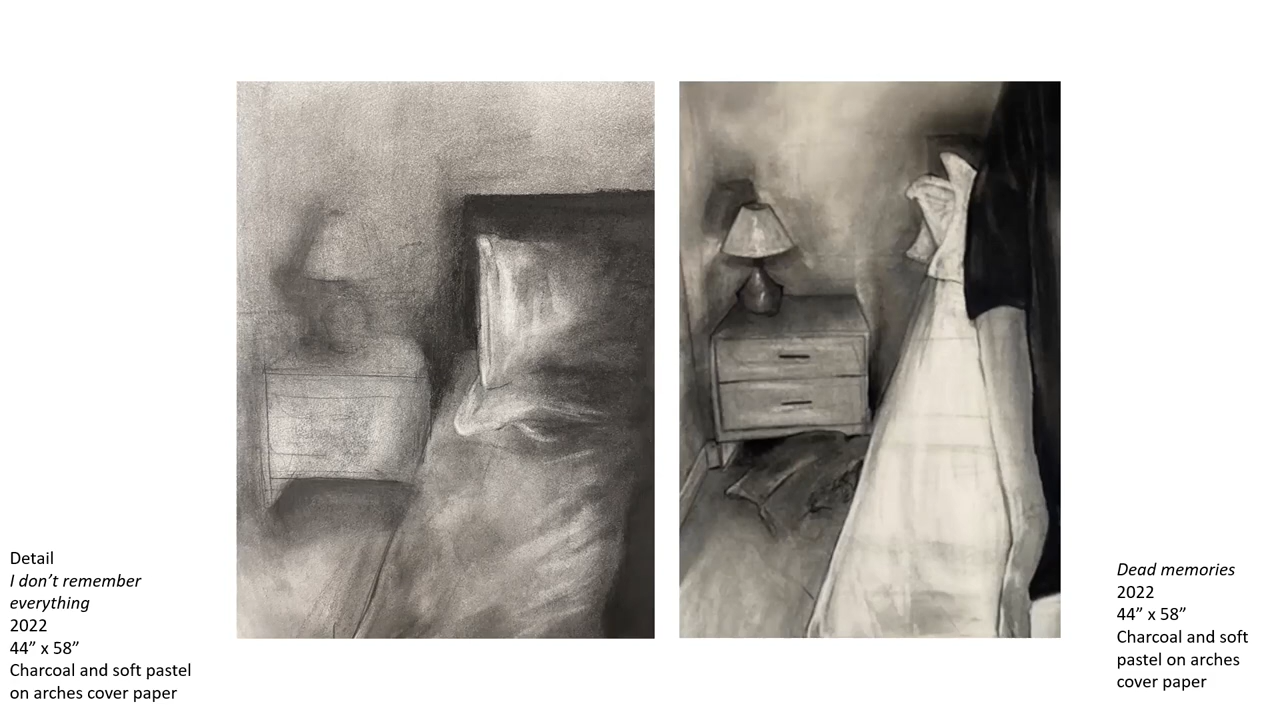 Detail
I don’t remember
everything
2022
44” x 58”
Charcoal and soft pastel
on arches cover paper
Dead memories
2022
44” x 58”
Charcoal and soft
pastel on arches
cover paper